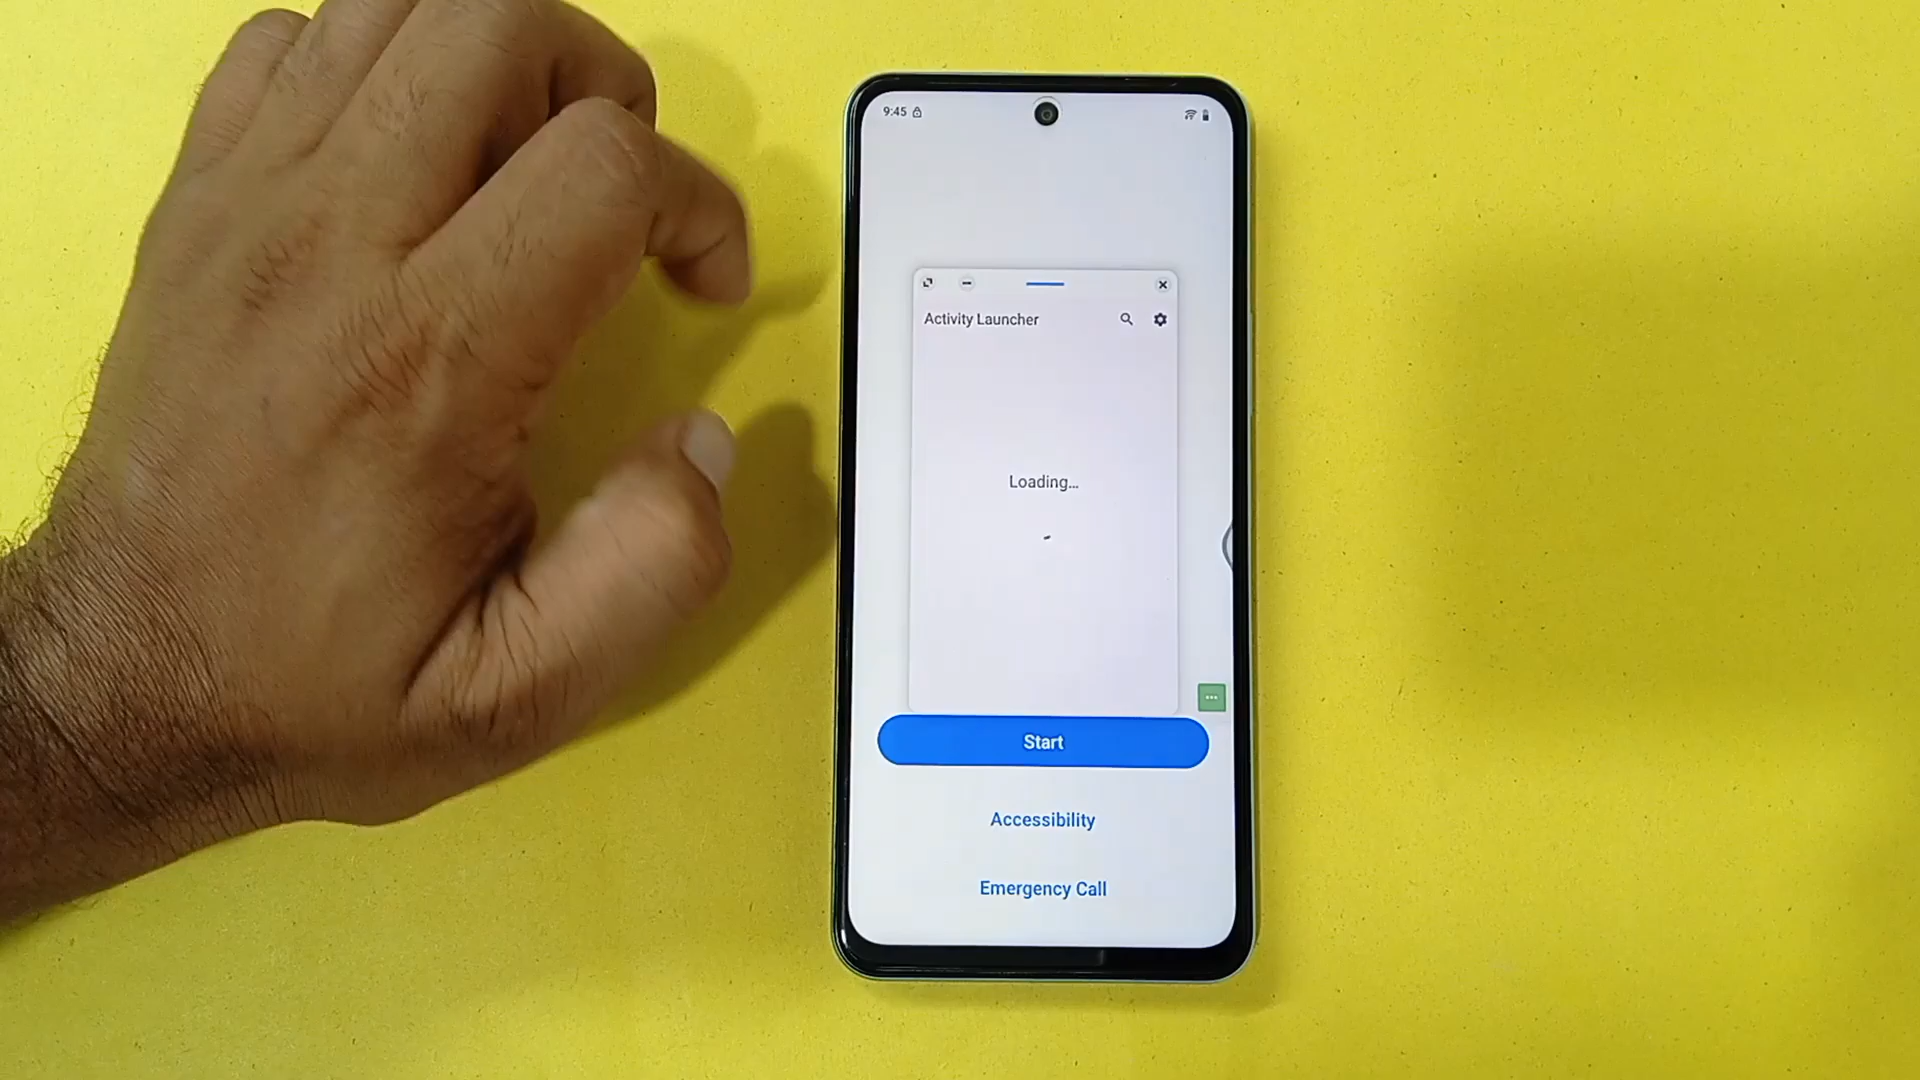 9:45
Activity Launcher
Loading...
Start
Accessibility
Emergency Call